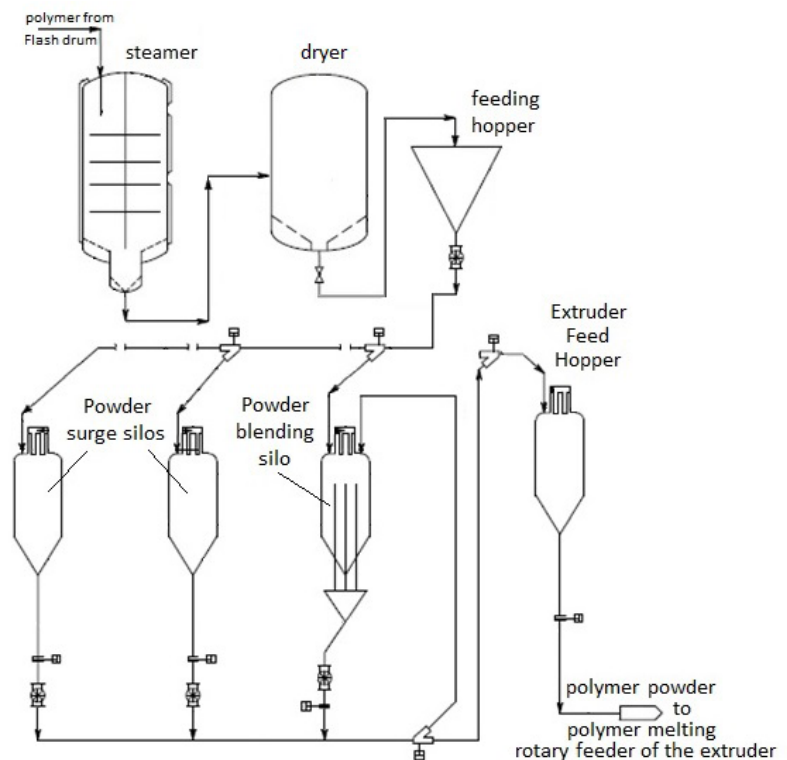 polymer from
Flash drum
steamer
dryer
feeding
hopper
Extruder
Feed
Hopper
Powder
surge silos
Powder
blending
silo
polymer powder
to
polymer melting
rotary feeder of the extruder